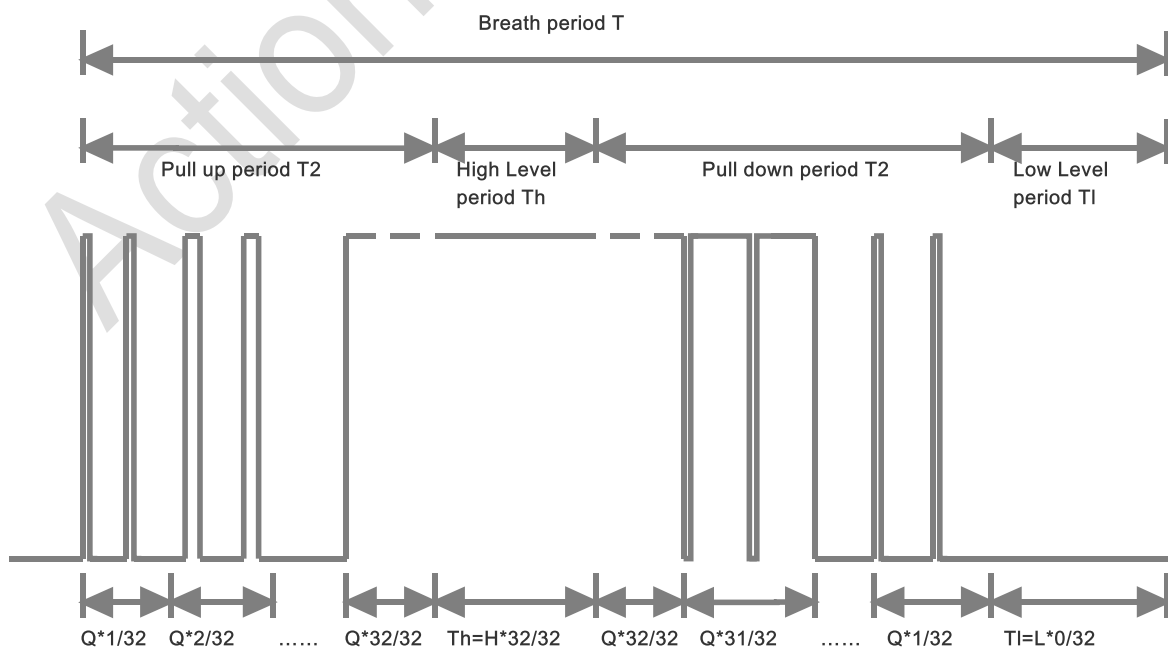 Breath period T
Pull up period T2
High Level
period Th
Pull down period T2
Low Level
period Tl
Q*1/32
Q*2/32
......
Q*32/32
Th=H*32/32
Q*32/32
Q*31/32
......
Q*1/32
Tl=L*0/32
Action